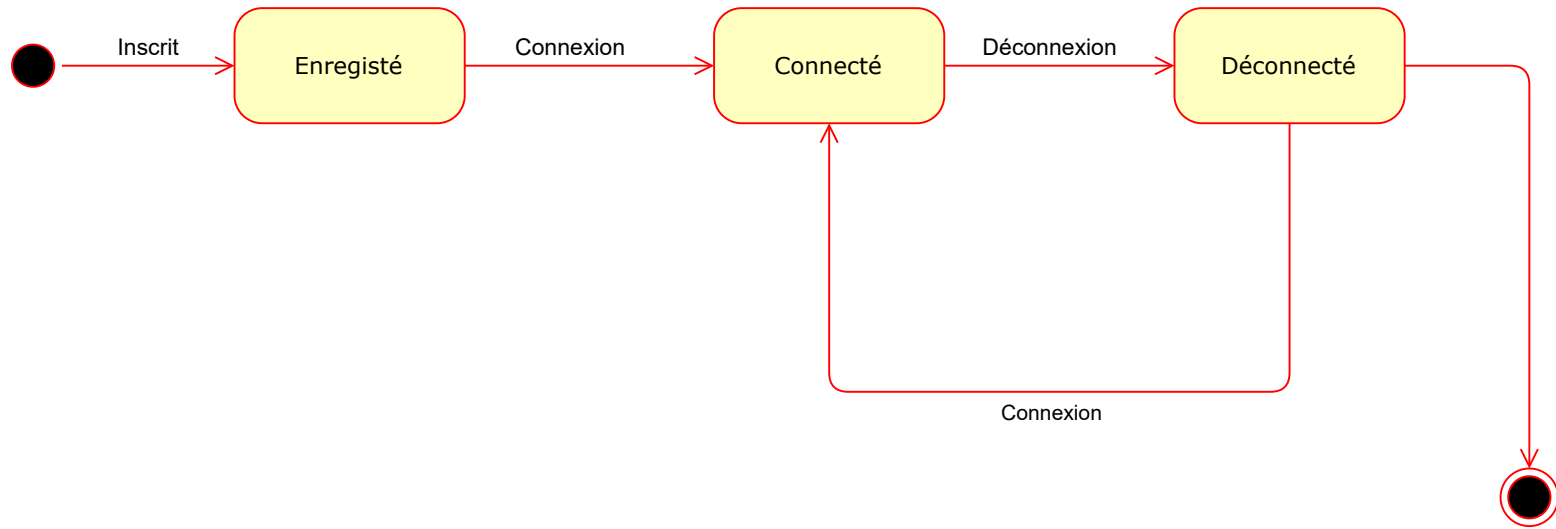 Inscrit
Enregisté
Connexion
Connecté
Déconnexion
Déconnecté
Connexion